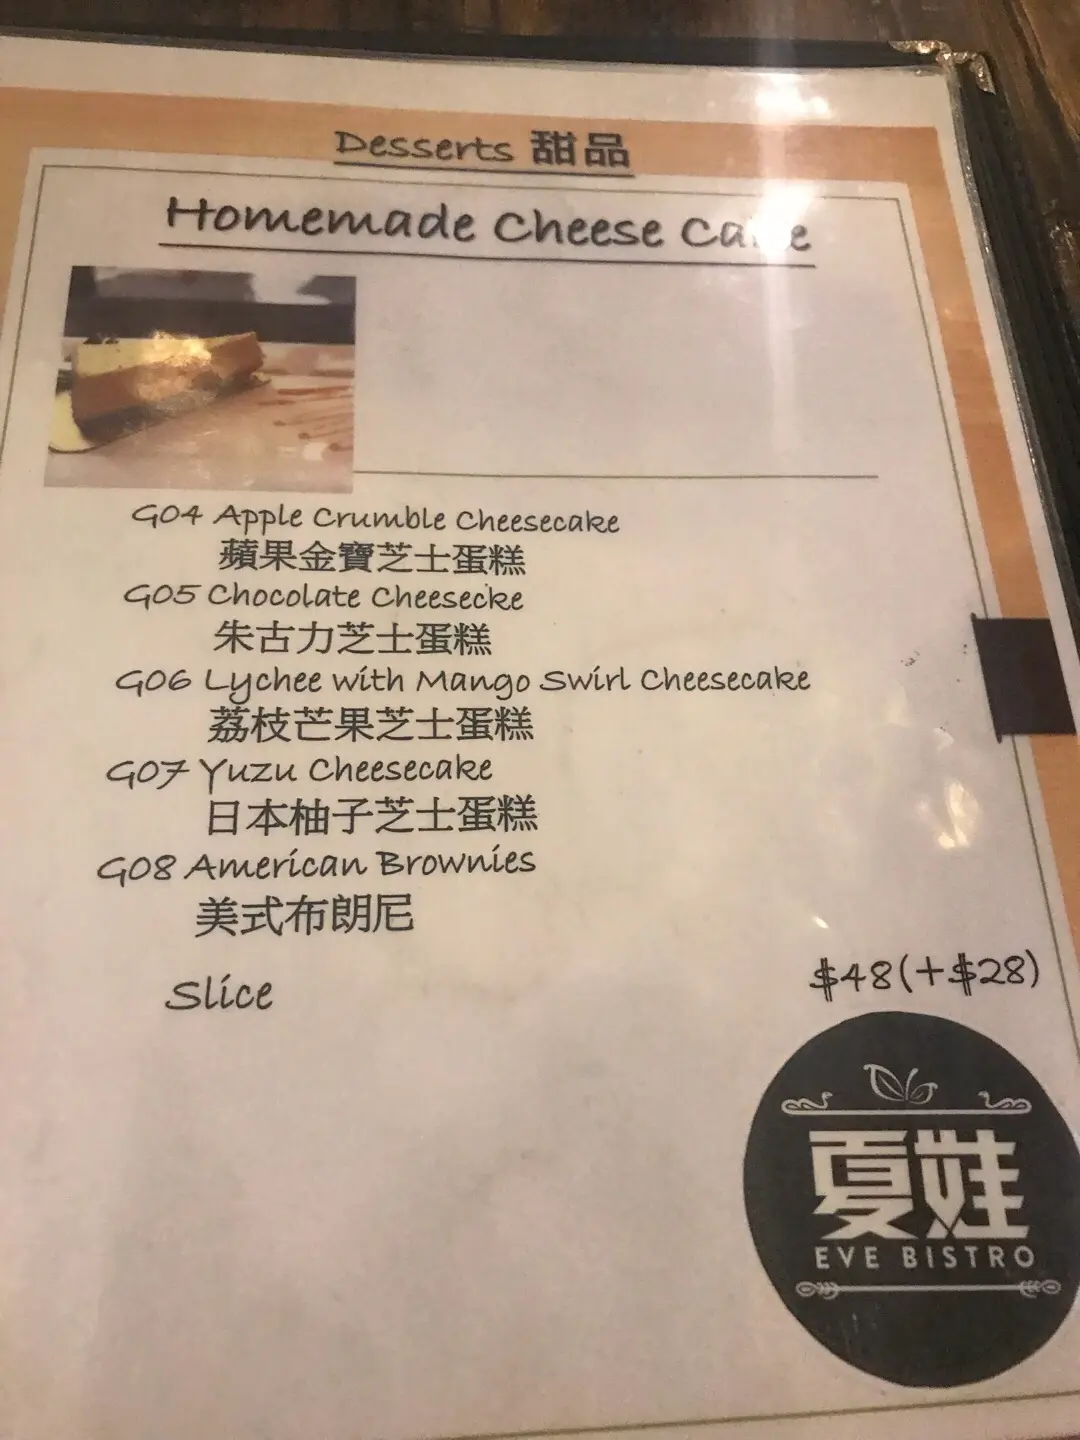 Desserts 甜品
Homemade Cheese Cake
G04 Apple Crumble Cheesecake
蘋果金寶芝士蛋糕
G05 Chocolate Cheesecke
朱古力芝士蛋糕
G06 Lychee with Mango Swirl Cheesecake
荔枝芒果芝士蛋糕
G07 Yuzu Cheesecake
日本柚子芝士蛋糕
G08 American Brownies
美式布朗尼
Slice
$48(+$28)
夏娃
EVE BISTRO